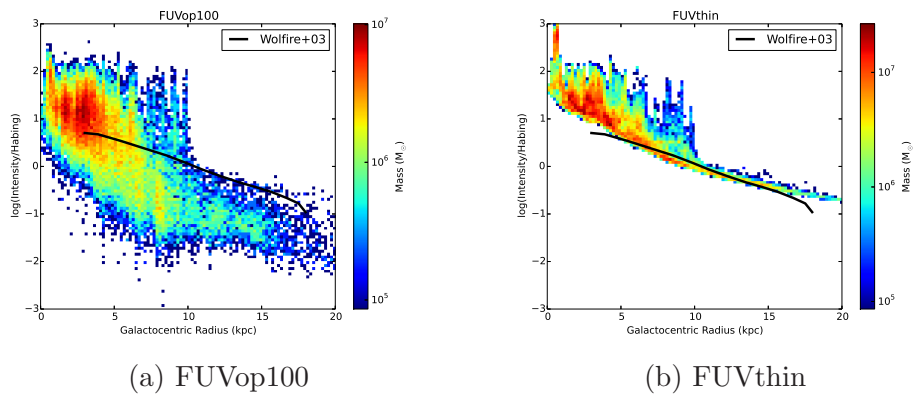 FUVop100
Wolfire+03
3
2
1
0
−1
−2
−3
0
5
10
15
20
log(Intensity/Habing)
Galactocentric Radius (kpc)
10⁷
10⁶
10⁵
Mass (M☉)
(a) FUVop100
FUVthin
Wolfire+03
3
2
1
0
−1
−2
−3
0
5
10
15
20
log(Intensity/Habing)
Galactocentric Radius (kpc)
10⁷
10⁶
10⁵
Mass (M☉)
(b) FUVthin